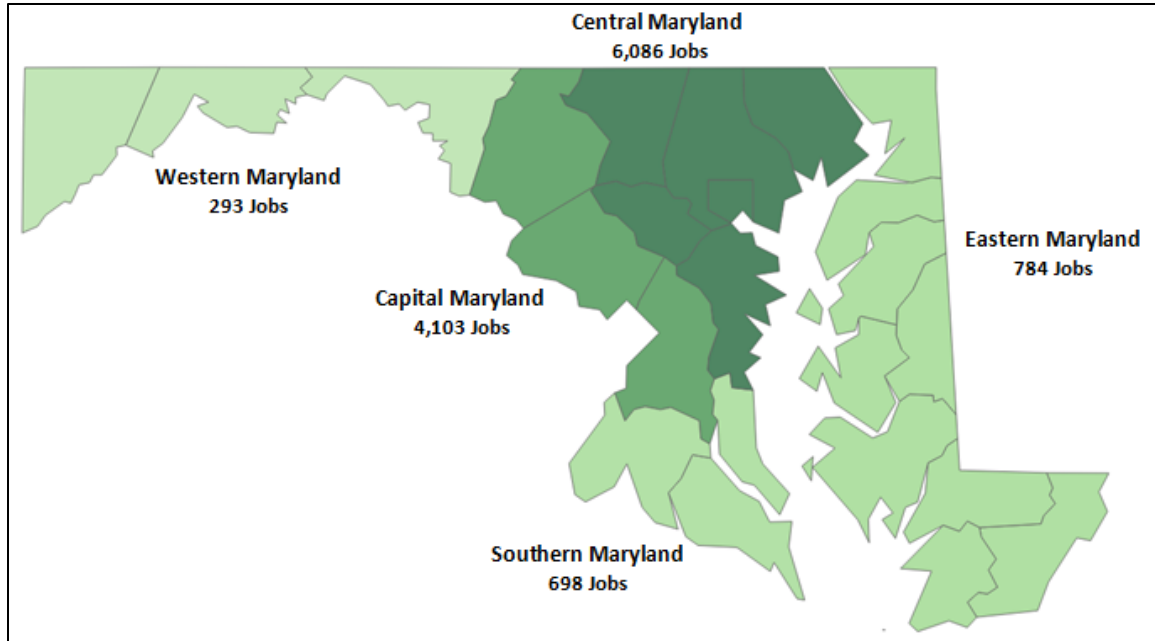 Central Maryland
6,086 Jobs
Western Maryland
293 Jobs
Eastern Maryland
784 Jobs
Capital Maryland
4,103 Jobs
Southern Maryland
698 Jobs